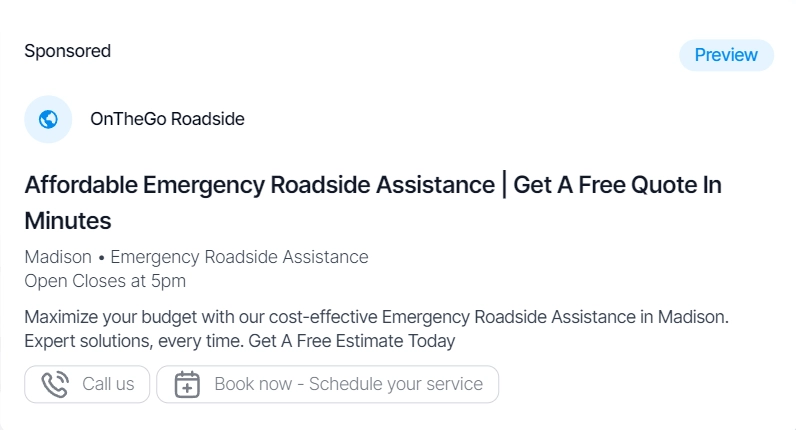 Sponsored
Preview
OnTheGo Roadside
Affordable Emergency Roadside Assistance | Get A Free Quote In
Minutes
Madison • Emergency Roadside Assistance
Open Closes at 5pm
Maximize your budget with our cost-effective Emergency Roadside Assistance in Madison.
Expert solutions, every time. Get A Free Estimate Today
Call us
Book now - Schedule your service